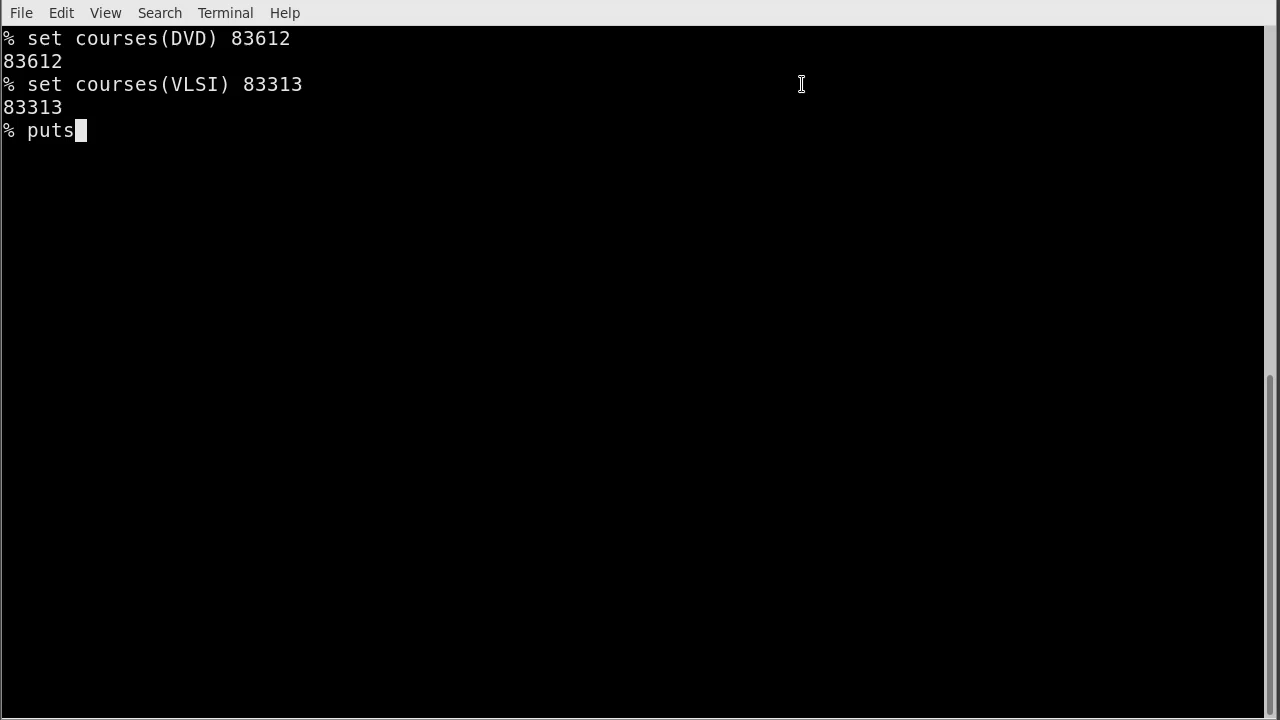 File Edit View Search Terminal Help
% set courses(DVD) 83612
83612
% set courses(VLSI) 83313
83313
% puts